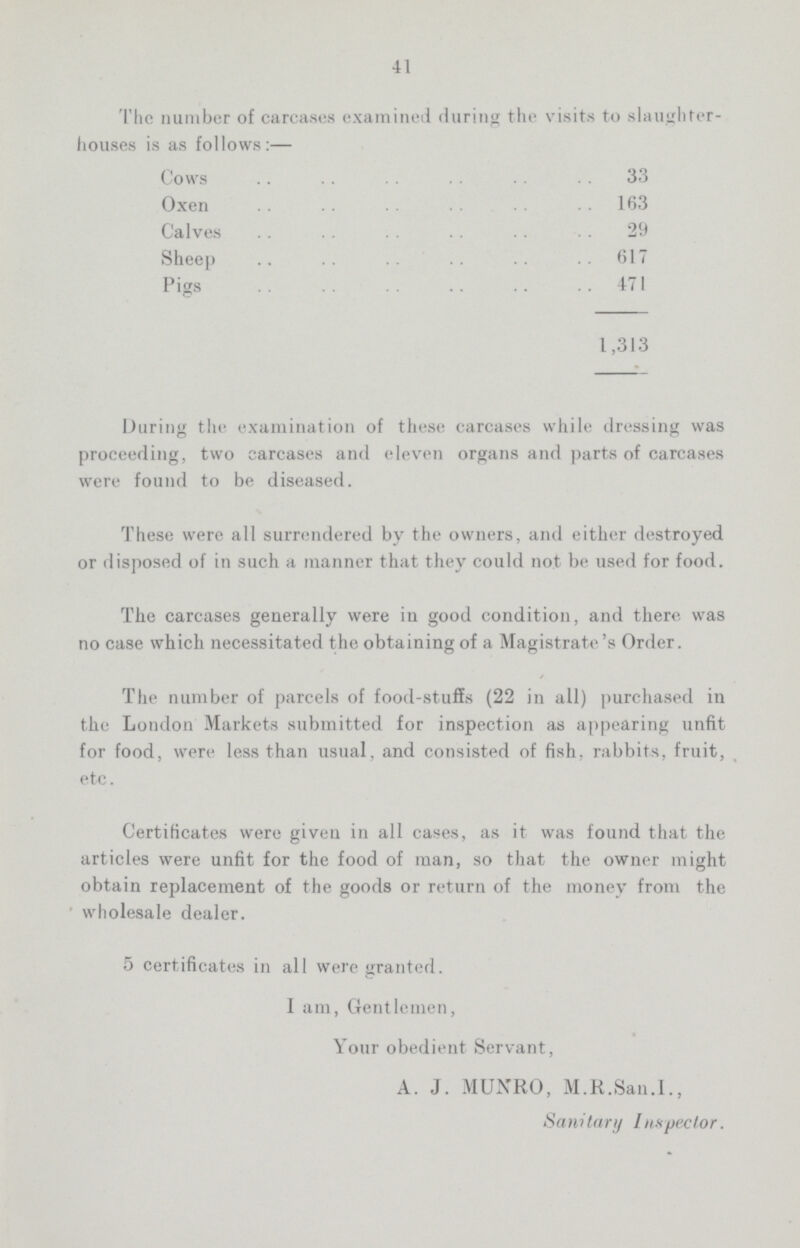 41
The number of carcases examined during the visits to slaughter-
houses is as follows:—
Cows .. .. .. .. .. .. 33
Oxen .. .. .. .. .. .. 163
Calves .. .. .. .. .. .. 29
Sheep .. .. .. .. .. .. 617
Pigs .. .. .. .. .. .. 471
1,313
During the examination of these carcases while dressing was
proceeding, two carcases and eleven organs and parts of carcases
were found to be diseased.
These were all surrendered by the owners, and either destroyed
or disposed of in such a manner that they could not be used for food.
The carcases generally were in good condition, and there was
no case which necessitated the obtaining of a Magistrate's Order.
The number of parcels of food-stuffs (22 in all) purchased in
the London Markets submitted for inspection as appearing unfit
for food, were less than usual, and consisted of fish, rabbits, fruit,
etc.
Certificates were given in all cases, as it was found that the
articles were unfit for the food of man, so that the owner might
obtain replacement of the goods or return of the money from the
wholesale dealer.
5 certificates in all were granted.
I am, Gentlemen,
Your obedient Servant,
A. J. MUNRO, M.R.San.I.,
Sanitary Inspector.